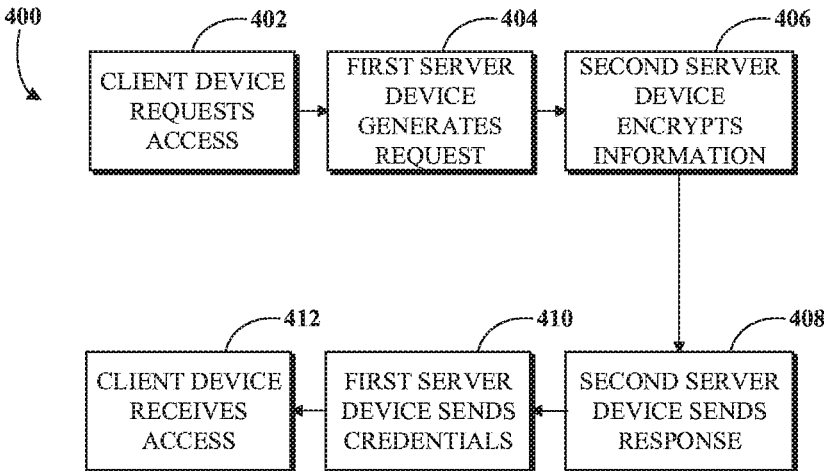 400
402
CLIENT DEVICE
REQUESTS
ACCESS
404
FIRST SERVER
DEVICE
GENERATES
REQUEST
406
SECOND SERVER
DEVICE
ENCRYPTS
INFORMATION
412
CLIENT DEVICE
RECEIVES
ACCESS
410
FIRST SERVER
DEVICE SENDS
CREDENTIALS
408
SECOND SERVER
DEVICE SENDS
RESPONSE